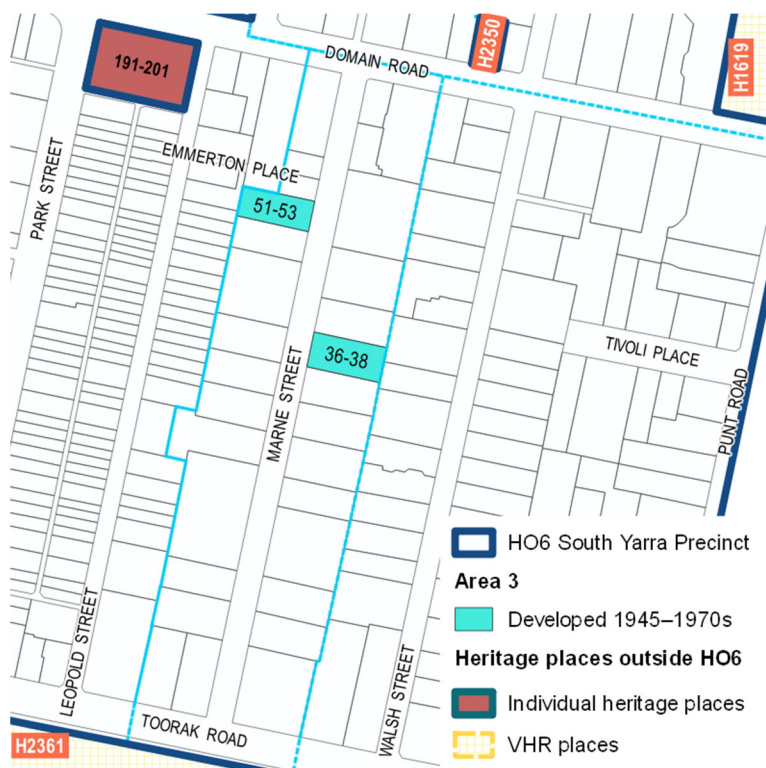 191-201
H2350
H1619
DOMAIN ROAD
EMMERTON PLACE
PARK STREET
51-53
36-38
TIVOLI PLACE
MARNE STREET
PUNT ROAD
LEOPOLD STREET
WALSH STREET
TOORAK ROAD
H2361
HO6 South Yarra Precinct
Area 3
Developed 1945–1970s
Heritage places outside HO6
Individual heritage places
VHR places